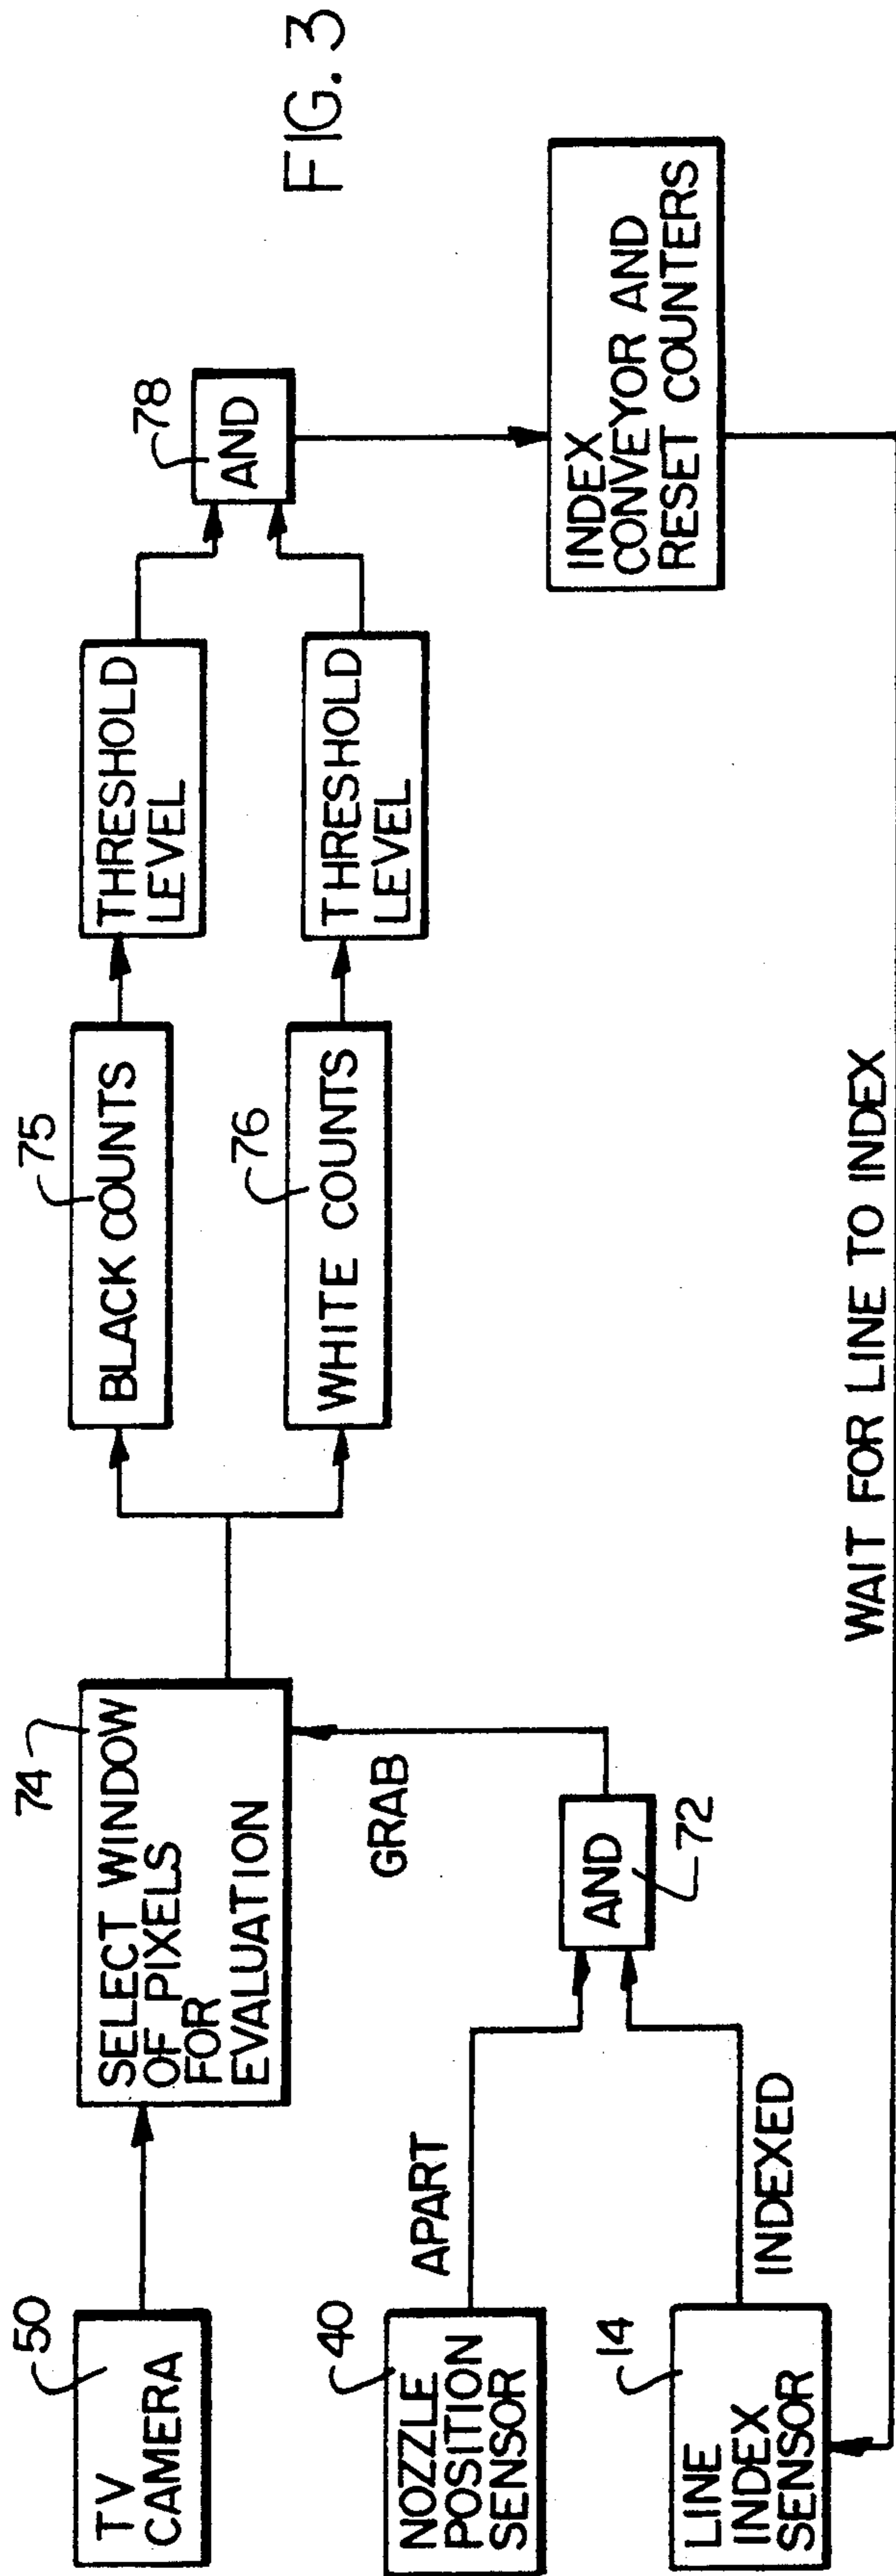 FIG. 3
50
TV
CAMERA
74
SELECT WINDOW
OF PIXELS
FOR
EVALUATION
75
BLACK COUNTS
THRESHOLD
LEVEL
76
WHITE COUNTS
THRESHOLD
LEVEL
78
AND
INDEX
CONVEYOR AND
RESET COUNTERS
40
NOZZLE
POSITION
SENSOR
APART
GRAB
AND
72
14
LINE
INDEX
SENSOR
INDEXED
WAIT FOR LINE TO INDEX